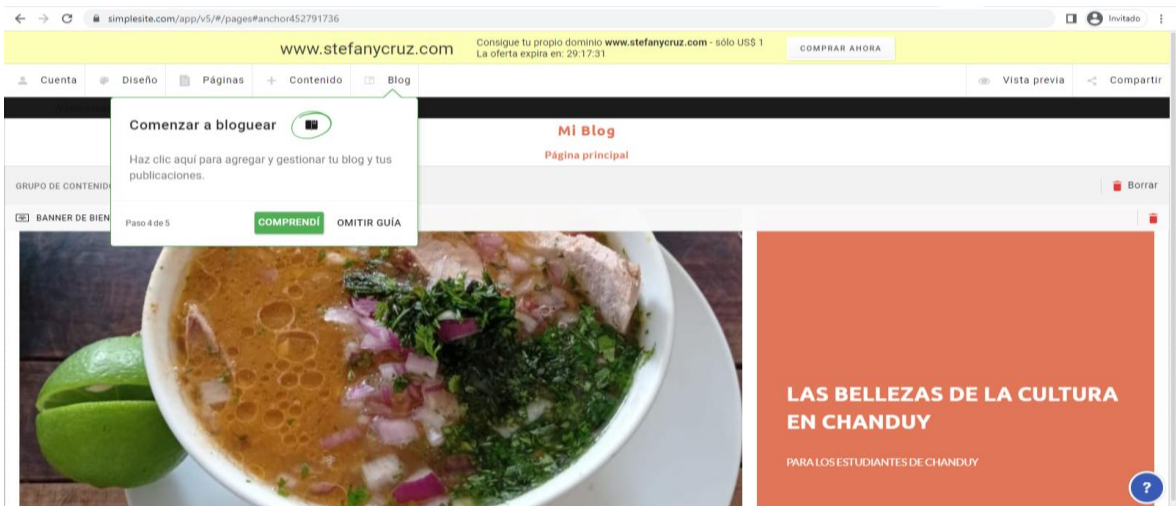 simplesite.com/app/v5/#/pages#anchor452791736
Invitado
www.stefanycruz.com
Consigue tu propio dominio www.stefanycruz.com - sólo US$ 1
La oferta expira en: 29:17:31
COMPRAR AHORA
Cuenta
Diseño
Páginas
Contenido
Blog
Vista previa
Compartir
Comenzar a bloguear
Haz clic aquí para agregar y gestionar tu blog y tus
publicaciones.
Paso 4 de 5
COMPRENDÍ
OMITIR GUÍA
Mi Blog
Página principal
GRUPO DE CONTENID
Borrar
BANNER DE BIEN
LAS BELLEZAS DE LA CULTURA
EN CHANDUY
PARA LOS ESTUDIANTES DE CHANDUY
?